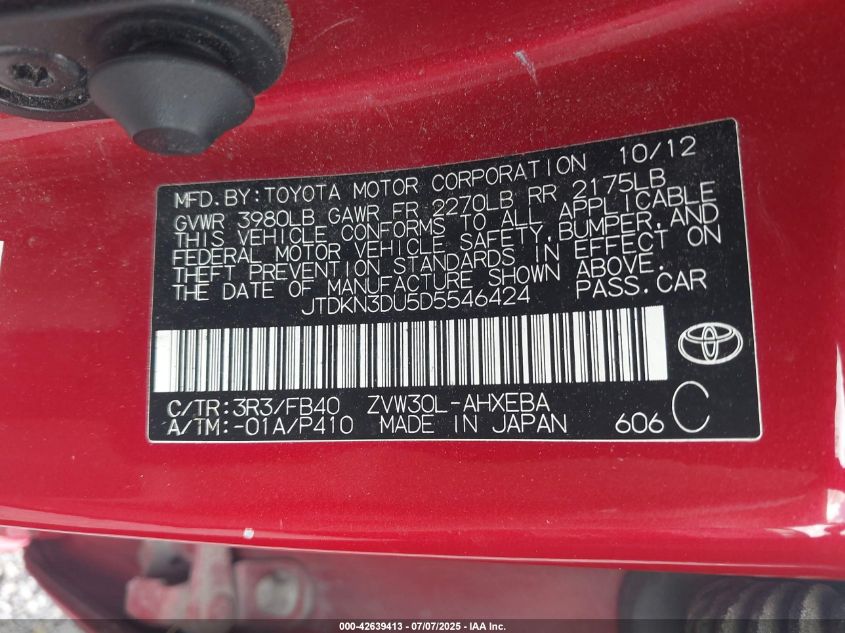 MFD. BY: TOYOTA MOTOR CORPORATION 10/12
GVWR 3980LB GAWR FR 2270LB RR 2175LB
THIS VEHICLE CONFORMS TO ALL APPLICABLE
FEDERAL MOTOR VEHICLE SAFETY, BUMPER, AND
THEFT PREVENTION STANDARDS IN EFFECT ON
THE DATE OF MANUFACTURE SHOWN ABOVE.
JTDKN3DU5D5546424 PASS. CAR
C/TR: 3R3/FB40 ZVW30L-AHXEBA
A/TM: -01A/P410 MADE IN JAPAN 606 C
000 - 42639413 - 07/07/2025 - IAA Inc.